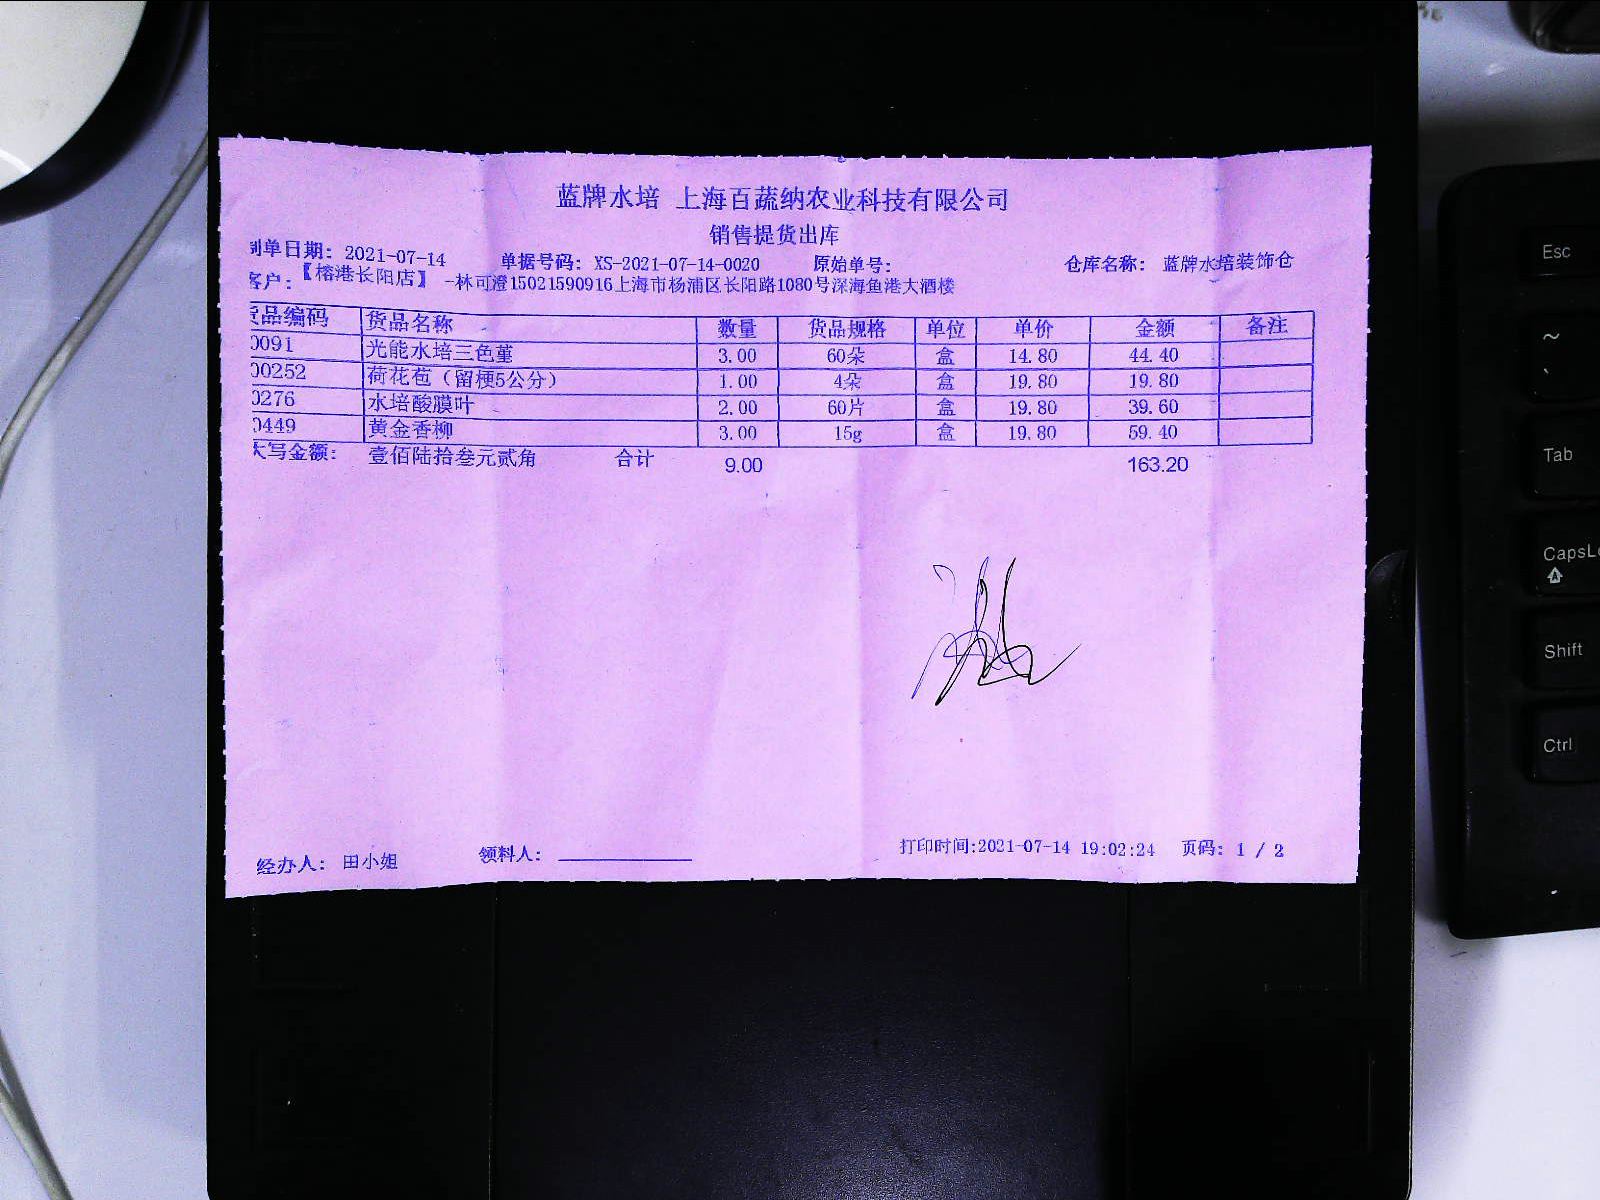 蓝牌水培 上海百蔬纳农业科技有限公司
销售提货出库
制单日期: 2021-07-14 单据号码: XS-2021-07-14-0020 原始单号: 仓库名称: 蓝牌水培装饰仓
客户: 【榕港长阳店】 -林可澄15021590916上海市杨浦区长阳路1080号深海鱼港大酒楼
货品编码 货品名称 数量 货品规格 单位 单价 金额 备注
0091 光能水培三色堇 3.00 60朵 盒 14.80 44.40
00252 荷花苞（留梗5公分） 1.00 4朵 盒 19.80 19.80
0276 水培酸膜叶 2.00 60片 盒 19.80 39.60
0449 黄金香柳 3.00 15g 盒 19.80 59.40
大写金额: 壹佰陆拾叁元贰角 合计 9.00 163.20
经办人: 田小姐 领料人: 打印时间:2021-07-14 19:02:24 页码: 1 / 2
Esc
~
Tab
Shift
Ctrl